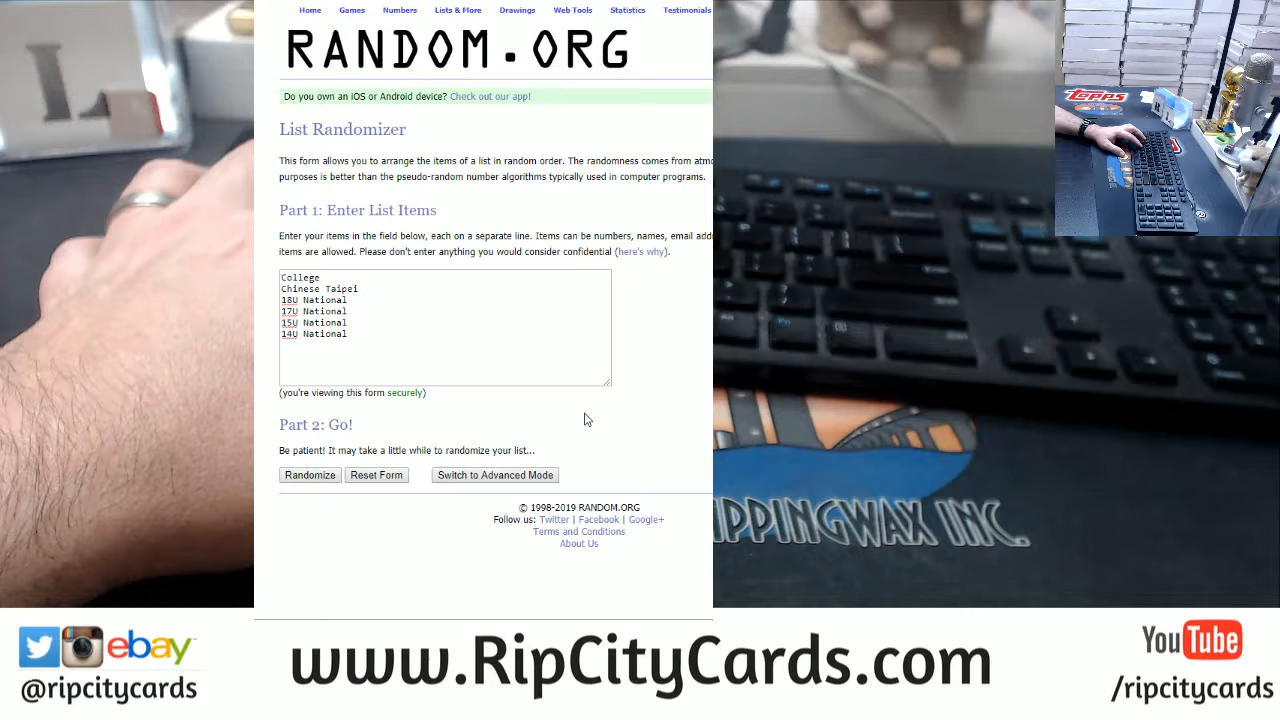 Home Games Numbers Lists & More Drawings Web Tools Statistics Testimonials
RANDOM.ORG
Do you own an iOS or Android device? Check out our app!
List Randomizer
This form allows you to arrange the items of a list in random order. The randomness comes from atmo
purposes is better than the pseudo-random number algorithms typically used in computer programs.
Part 1: Enter List Items
Enter your items in the field below, each on a separate line. Items can be numbers, names, email addr
items are allowed. Please don't enter anything you would consider confidential (here's why).
College
Chinese Taipei
18U National
17U National
15U National
14U National
(you're viewing this form securely)
Part 2: Go!
Be patient! It may take a little while to randomize your list...
Randomize Reset Form Switch to Advanced Mode
© 1998-2019 RANDOM.ORG
Follow us: Twitter | Facebook | Google+
Terms and Conditions
About Us
L
Topps
IPPINGWAX INC.
ebay
@ripcitycards
www.RipCityCards.com
YouTube
/ripcitycards